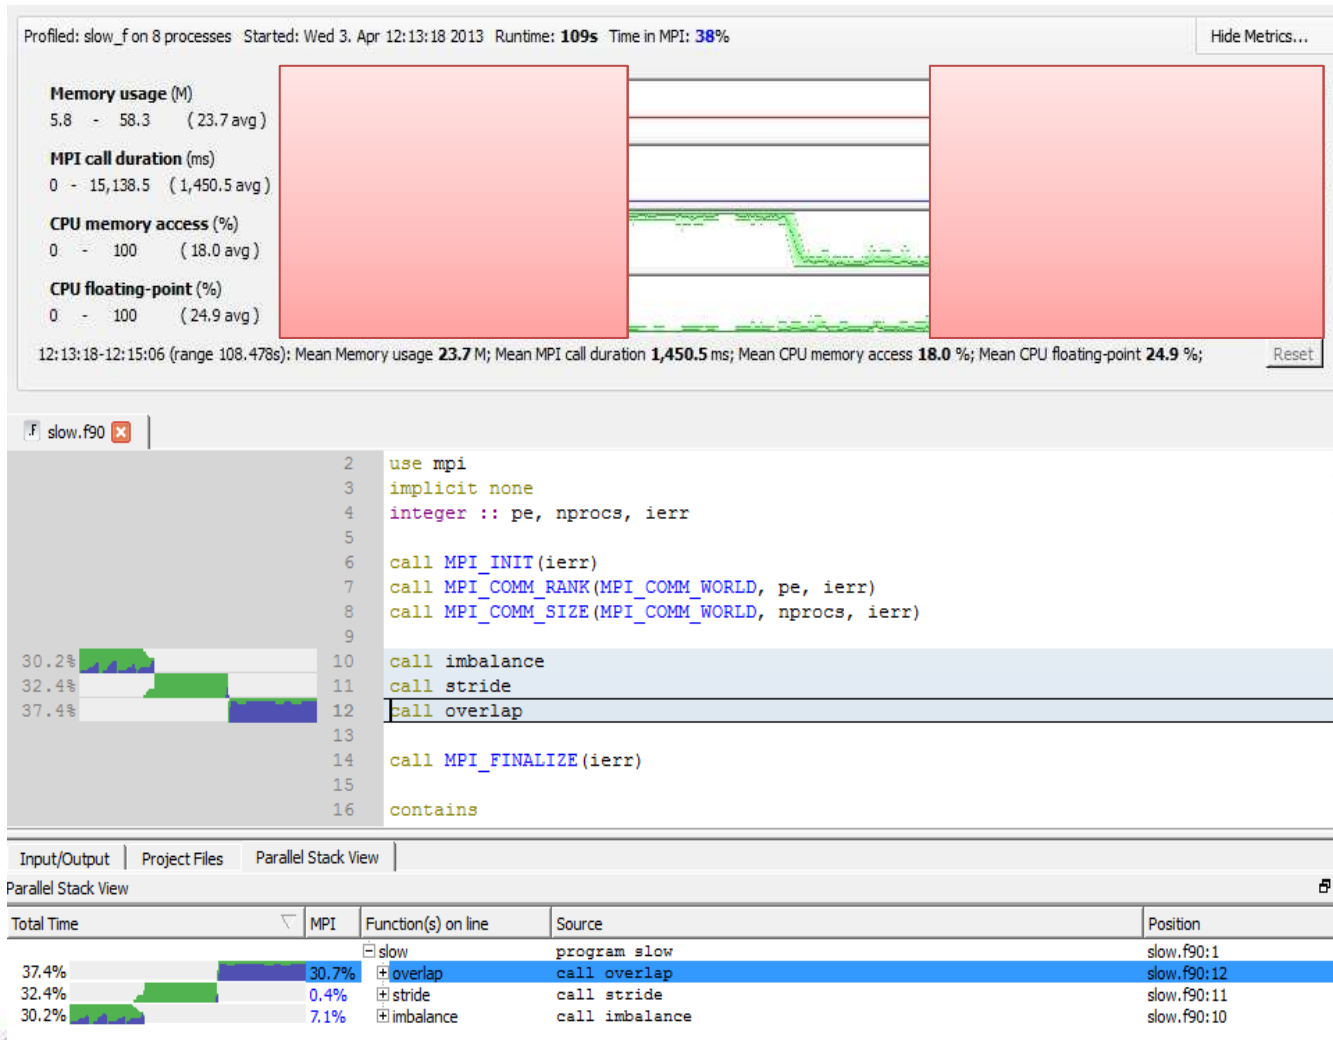 Profiled: slow_f on 8 processes Started: Wed 3. Apr 12:13:18 2013 Runtime: 109s Time in MPI: 38% Hide Metrics...
Memory usage (M)
5.8 - 58.3 ( 23.7 avg )
MPI call duration (ms)
0 - 15,138.5 ( 1,450.5 avg )
CPU memory access (%)
0 - 100 ( 18.0 avg )
CPU floating-point (%)
0 - 100 ( 24.9 avg )
12:13:18-12:15:06 (range 108.478s): Mean Memory usage 23.7 M; Mean MPI call duration 1,450.5 ms; Mean CPU memory access 18.0 %; Mean CPU floating-point 24.9 %; Reset
.F slow.f90
2 use mpi
3 implicit none
4 integer :: pe, nprocs, ierr
5
6 call MPI_INIT(ierr)
7 call MPI_COMM_RANK(MPI_COMM_WORLD, pe, ierr)
8 call MPI_COMM_SIZE(MPI_COMM_WORLD, nprocs, ierr)
9
30.2% 10 call imbalance
32.4% 11 call stride
37.4% 12 call overlap
13
14 call MPI_FINALIZE(ierr)
15
16 contains
Input/Output Project Files Parallel Stack View
Parallel Stack View
Total Time MPI Function(s) on line Source Position
slow program slow slow.f90:1
37.4% 30.7% overlap call overlap slow.f90:12
32.4% 0.4% stride call stride slow.f90:11
30.2% 7.1% imbalance call imbalance slow.f90:10